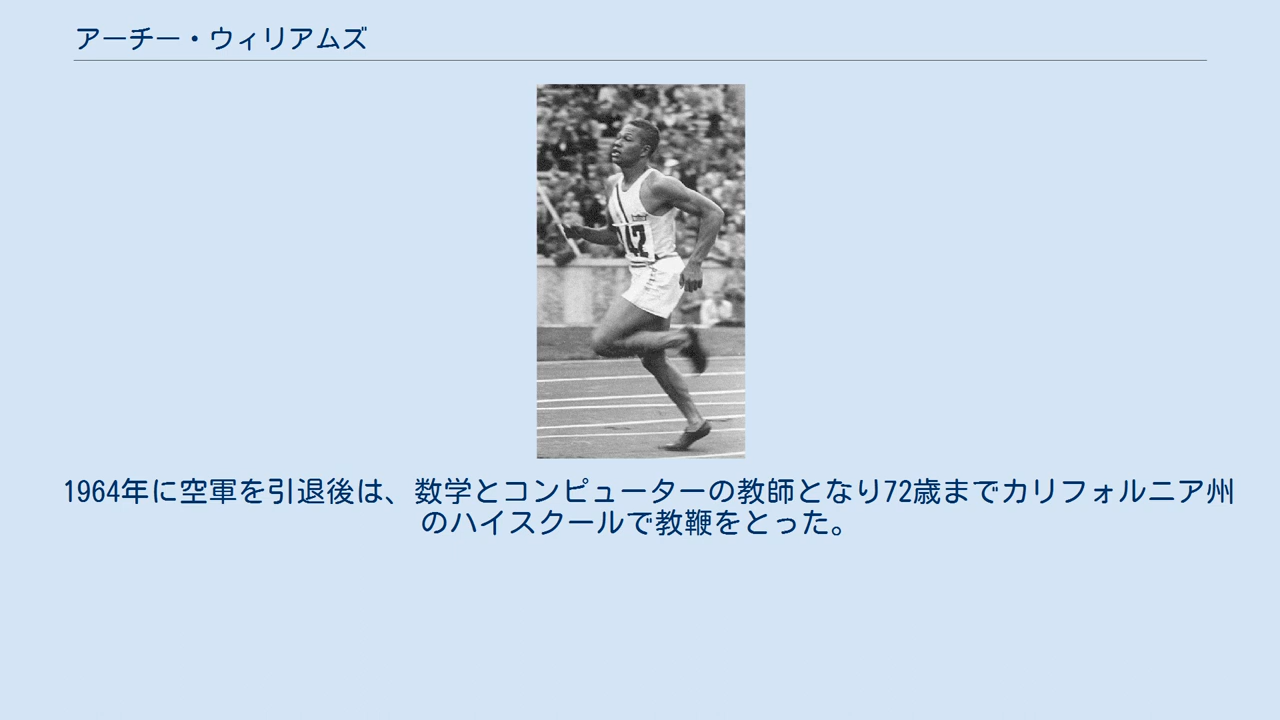 アーチー・ウィリアムズ
1964年に空軍を引退後は、数学とコンピューターの教師となり72歳までカリフォルニア州
のハイスクールで教鞭をとった。